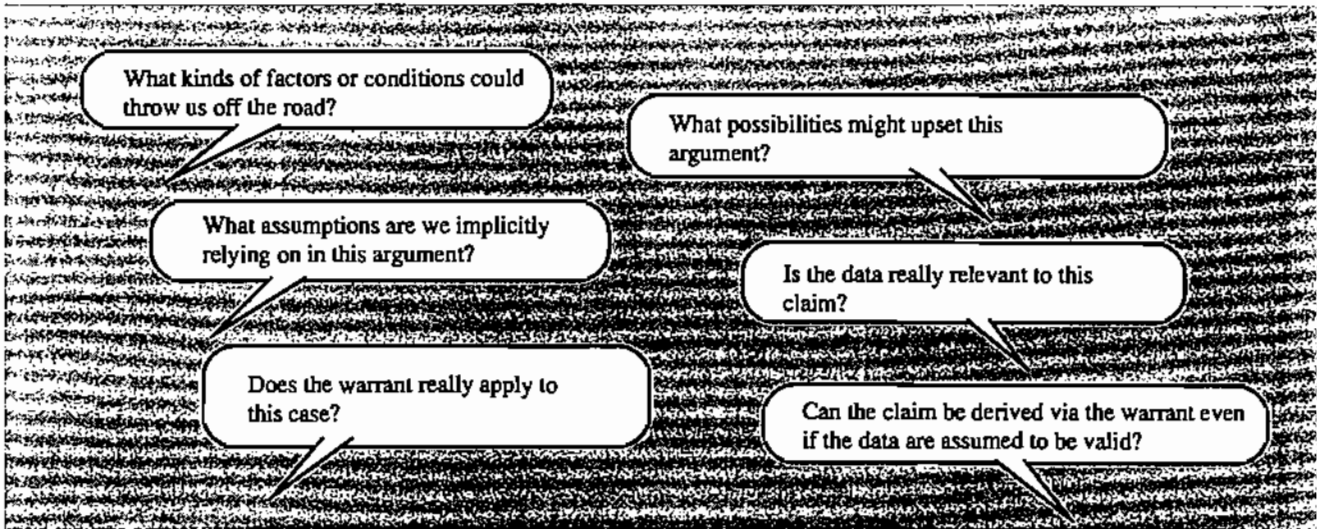 What kinds of factors or conditions could
throw us off the road?
What possibilities might upset this
argument?
What assumptions are we implicitly
relying on in this argument?
Is the data really relevant to this
claim?
Does the warrant really apply to
this case?
Can the claim be derived via the warrant even
if the data are assumed to be valid?